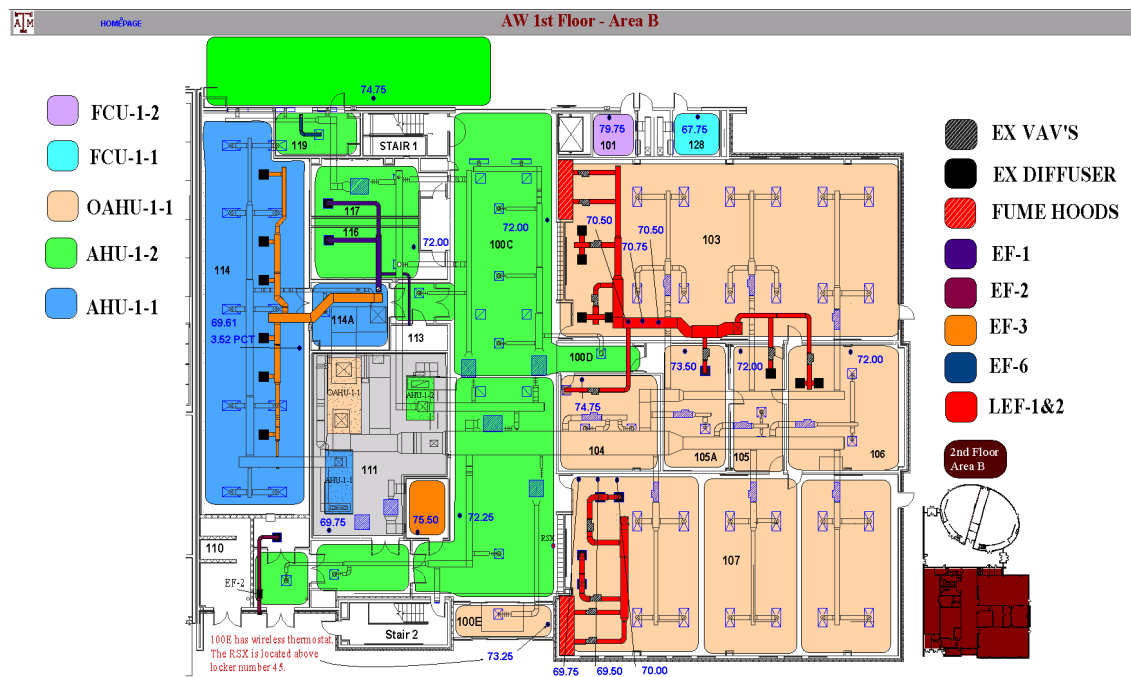 ATM
HOMEPAGE
AW 1st Floor - Area B
FCU-1-2
FCU-1-1
OAHU-1-1
AHU-1-2
AHU-1-1
EX VAV'S
EX DIFFUSER
FUME HOODS
EF-1
EF-2
EF-3
EF-6
LEF-1&2
2nd Floor
Area B
74.75
119
STAIR 1
79.75
101
67.75
128
117
116
72.00
100C
72.00
70.50
70.75
70.50
103
114
69.61
3.52 PCT
114A
113
100D
73.50
72.00
72.00
OAHU-1-1
AHU-1-2
74.75
104
105A
105
106
111
AHU-1-1
69.75
75.50
72.25
RSX
107
110
EF-2
Stair 2
100E
100E has wireless thermostat.
The RSX is located above
locker number 45.
73.25
69.75
69.50
70.00